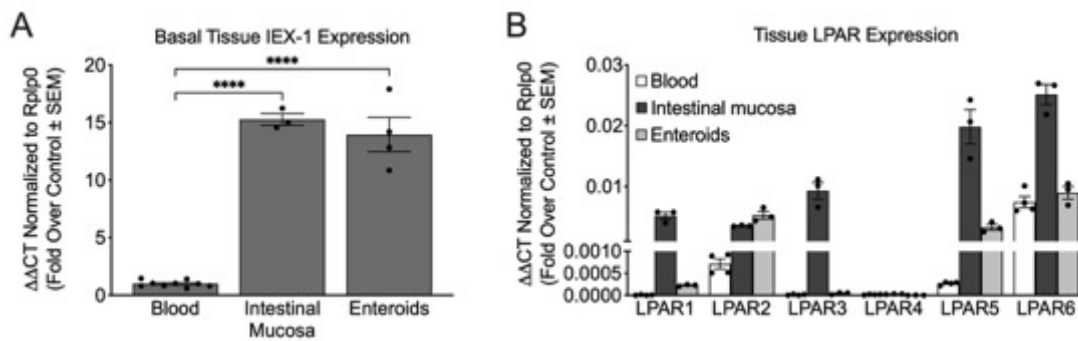 A
Basal Tissue IEX-1 Expression
ΔΔCT Normalized to Rplp0
(Fold Over Control ± SEM)
20
15
10
5
0
****
****
Blood
Intestinal
Mucosa
Enteroids
B
Tissue LPAR Expression
ΔΔCT Normalized to Rplp0
(Fold Over Control ± SEM)
0.03
0.02
0.01
0.0010
0.0005
0.0000
Blood
Intestinal mucosa
Enteroids
LPAR1
LPAR2
LPAR3
LPAR4
LPAR5
LPAR6